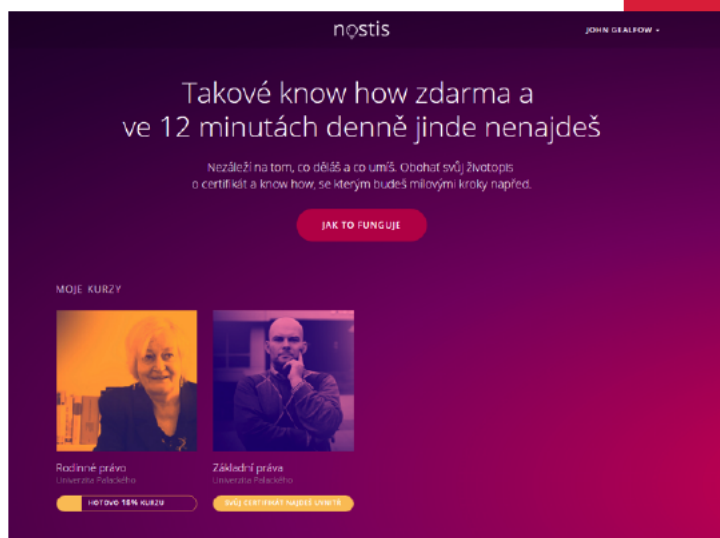 nostis
JOHN GEALFOW
Takové know how zdarma a
ve 12 minutách denně jinde nenajdeš
Nezáleží na tom, co děláš a co umíš. Obohať svůj životopis
o certifikát a know how, se kterým budeš mílovými kroky napřed.
JAK TO FUNGUJE
MOJE KURZY
Rodinné právo
Univerzita Palackého
HOTOVO 18% KURZU
Základní práva
Univerzita Palackého
SVŮJ CERTIFIKÁT NAJDEŠ UVNITŘ